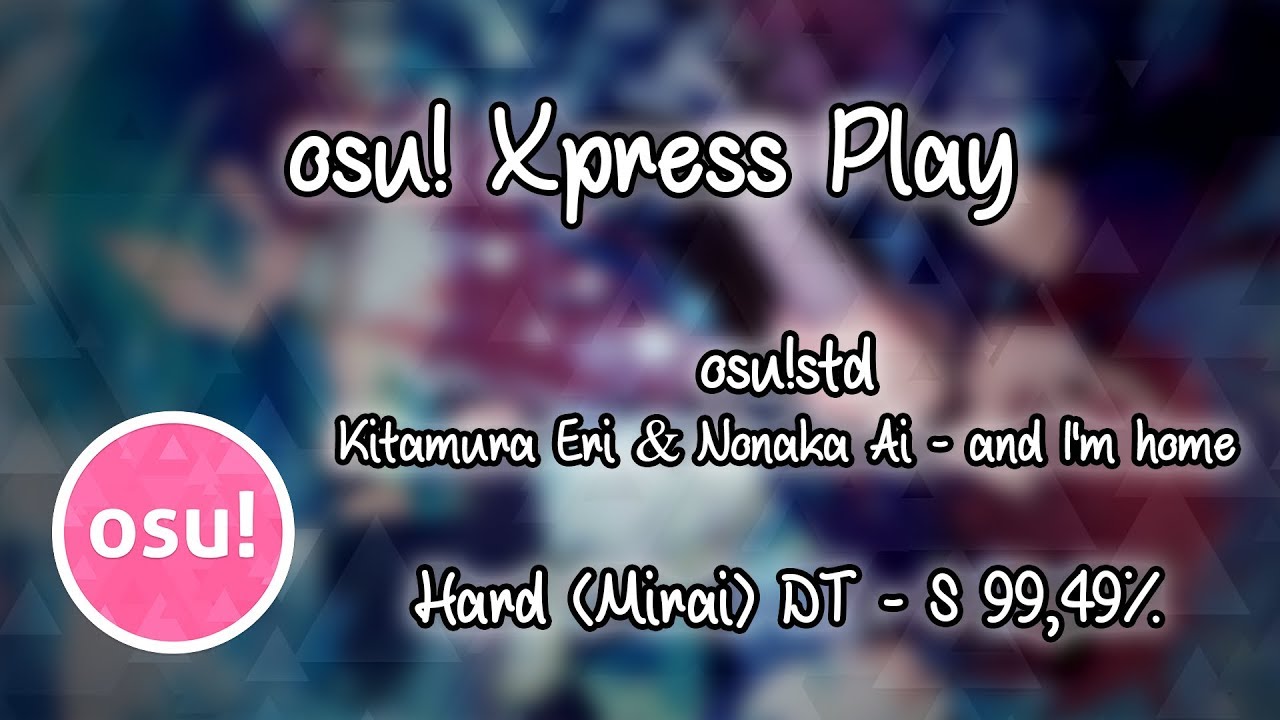 osu! Xpress Play
osu!std
Kitamura Eri & Nonaka Ai - and I'm home
osu!
Hard (Mirai) DT - S 99,49%